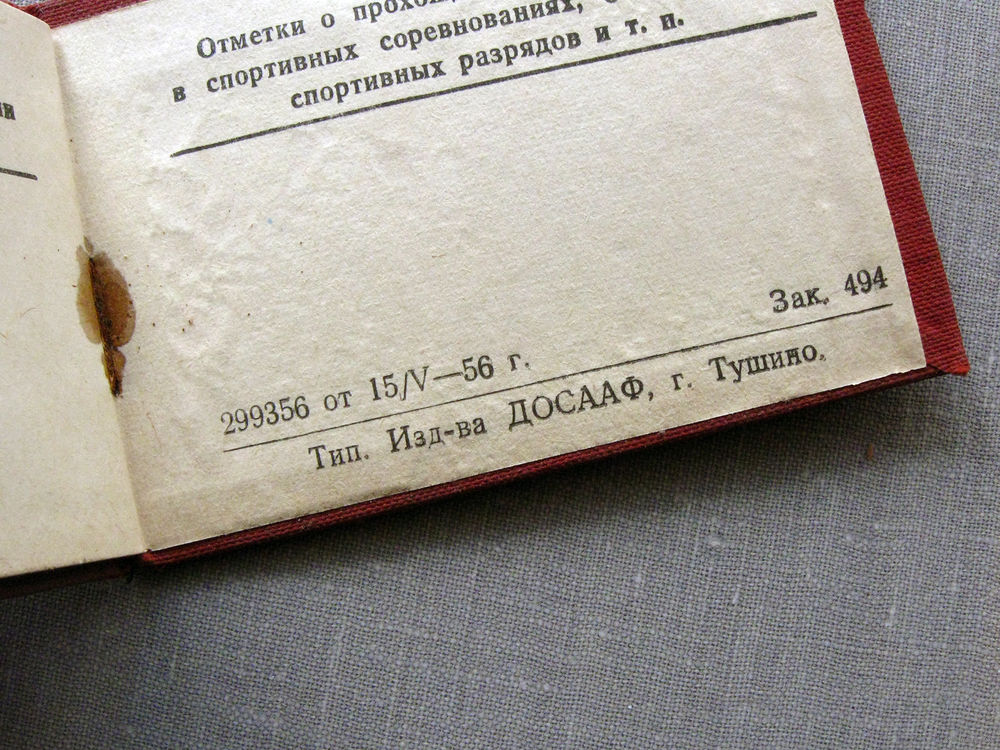 Отметки о
в спортивных соревнованиях,
спортивных разрядов и т. п.
Зак. 494
299356 от 15/V—56 г.
Тип. Изд-ва ДОСААФ, г. Тушино.